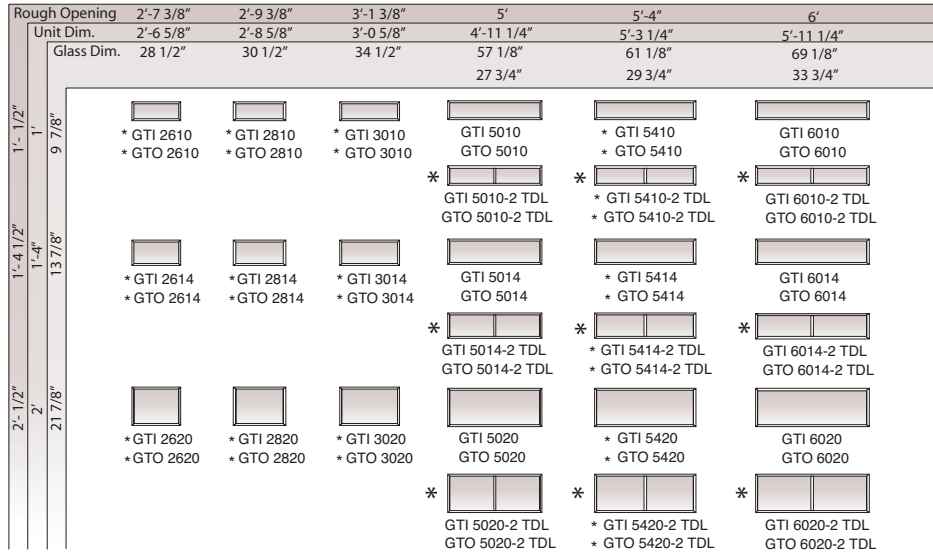 Rough Opening 2'-7 3/8" 2'-9 3/8" 3'-1 3/8" 5' 5'-4" 6'
Unit Dim. 2'-6 5/8" 2'-8 5/8" 3'-0 5/8" 4'-11 1/4" 5'-3 1/4" 5'-11 1/4"
Glass Dim. 28 1/2" 30 1/2" 34 1/2" 57 1/8" 61 1/8" 69 1/8"
27 3/4" 29 3/4" 33 3/4"
1'- 1/2"
1'
9 7/8"
* GTI 2610 * GTI 2810 * GTI 3010 GTI 5010 * GTI 5410 GTI 6010
* GTO 2610 * GTO 2810 * GTO 3010 GTO 5010 * GTO 5410 GTO 6010
* * *
GTI 5010-2 TDL * GTI 5410-2 TDL GTI 6010-2 TDL
GTO 5010-2 TDL * GTO 5410-2 TDL GTO 6010-2 TDL
1'- 4 1/2"
1'-4"
13 7/8"
* GTI 2614 * GTI 2814 * GTI 3014 GTI 5014 * GTI 5414 GTI 6014
* GTO 2614 * GTO 2814 * GTO 3014 GTO 5014 * GTO 5414 GTO 6014
* * *
GTI 5014-2 TDL * GTI 5414-2 TDL GTI 6014-2 TDL
GTO 5014-2 TDL * GTO 5414-2 TDL GTO 6014-2 TDL
2'- 1/2"
2'
21 7/8"
* GTI 2620 * GTI 2820 * GTI 3020 GTI 5020 * GTI 5420 GTI 6020
* GTO 2620 * GTO 2820 * GTO 3020 GTO 5020 * GTO 5420 GTO 6020
* * *
GTI 5020-2 TDL * GTI 5420-2 TDL GTI 6020-2 TDL
GTO 5020-2 TDL * GTO 5420-2 TDL GTO 6020-2 TDL